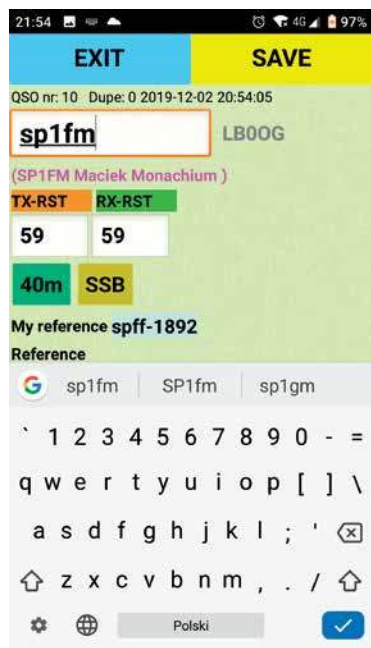 21:54 4G 97%
EXIT SAVE
QSO nr: 10 Dupe: 0 2019-12-02 20:54:05
sp1fm LB0OG
(SP1FM Maciek Monachium )
TX-RST RX-RST
59 59
40m SSB
My reference spff-1892
Reference
G sp1fm SP1fm sp1gm
` 1 2 3 4 5 6 7 8 9 0 - =
q w e r t y u i o p [ ] \
a s d f g h j k l ; '
z x c v b n m , . /
Polski